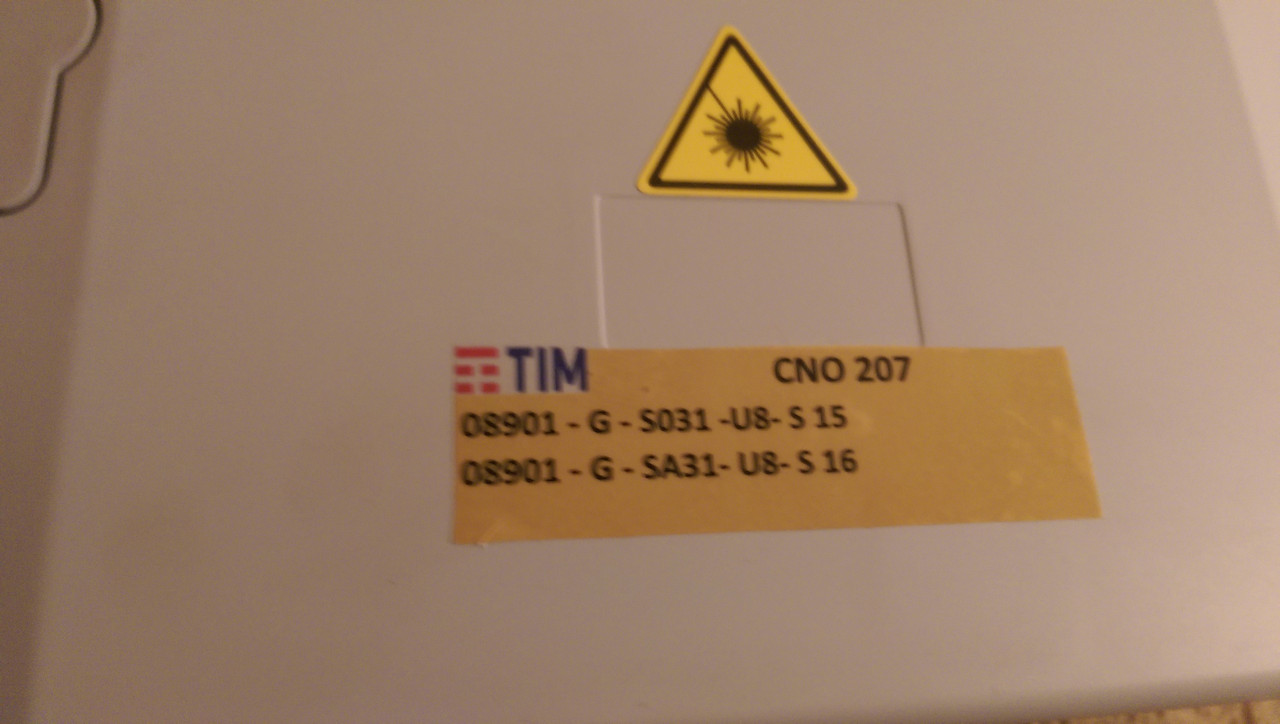 TIM CNO 207
08901 - G - S031 -U8- S 15
08901 - G - SA31- U8- S 16